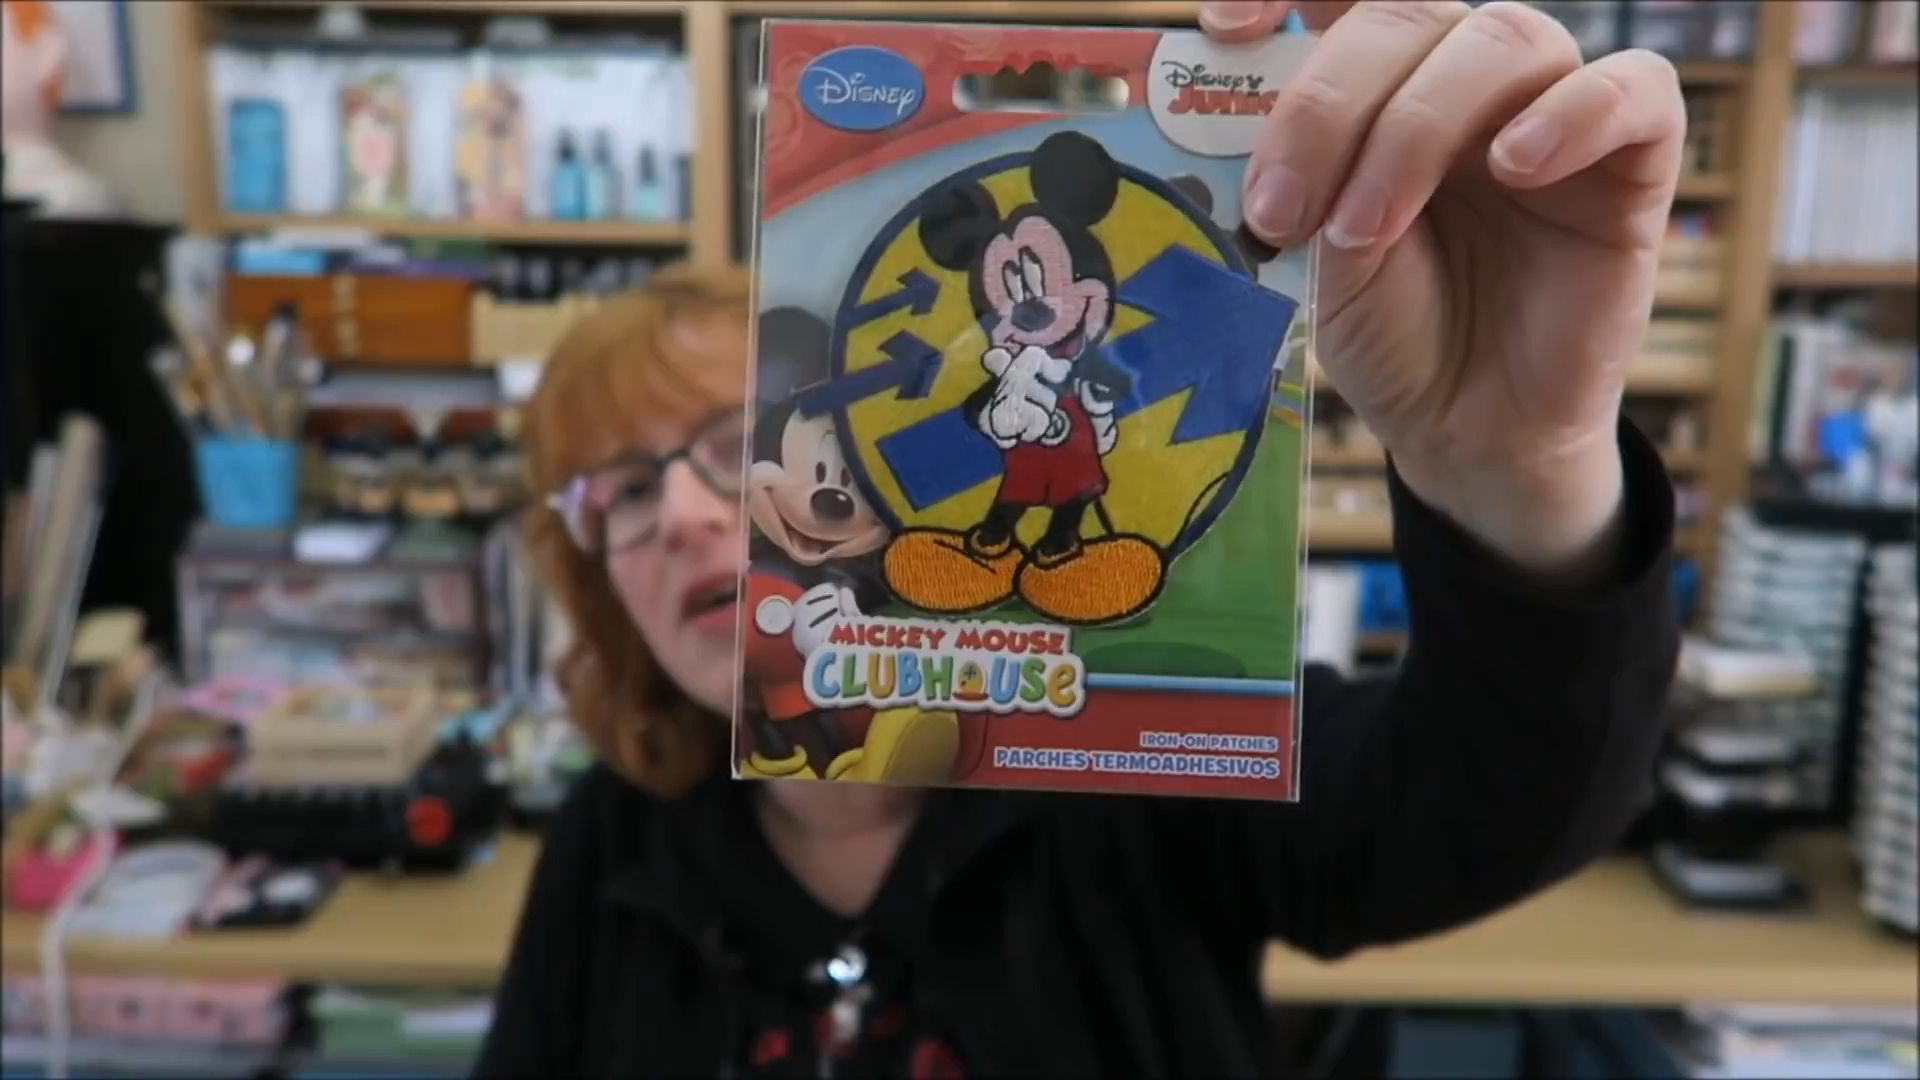 Disney
Disney
Junior
MICKEY MOUSE
CLUBHOUSE
IRON-ON PATCHES
PARCHES TERMOADHESIVOS